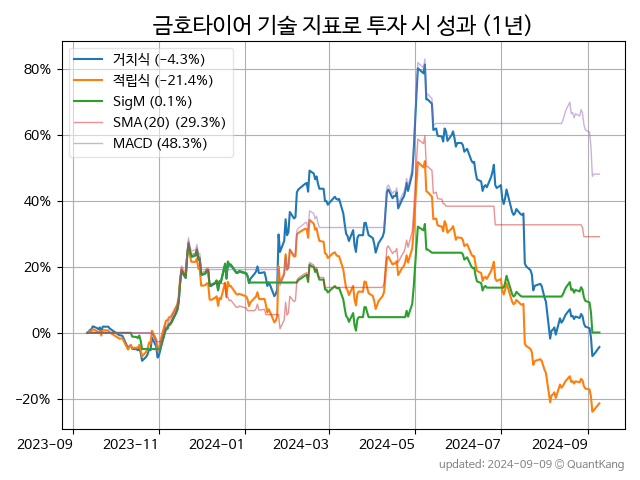 금호타이어 기술 지표로 투자 시 성과 (1년)
거치식 (−4.3%)
적립식 (−21.4%)
SigM (0.1%)
SMA(20) (29.3%)
MACD (48.3%)
80%
60%
40%
20%
0%
−20%
2023-09 2023-11 2024-01 2024-03 2024-05 2024-07 2024-09
updated: 2024-09-09 © QuantKang